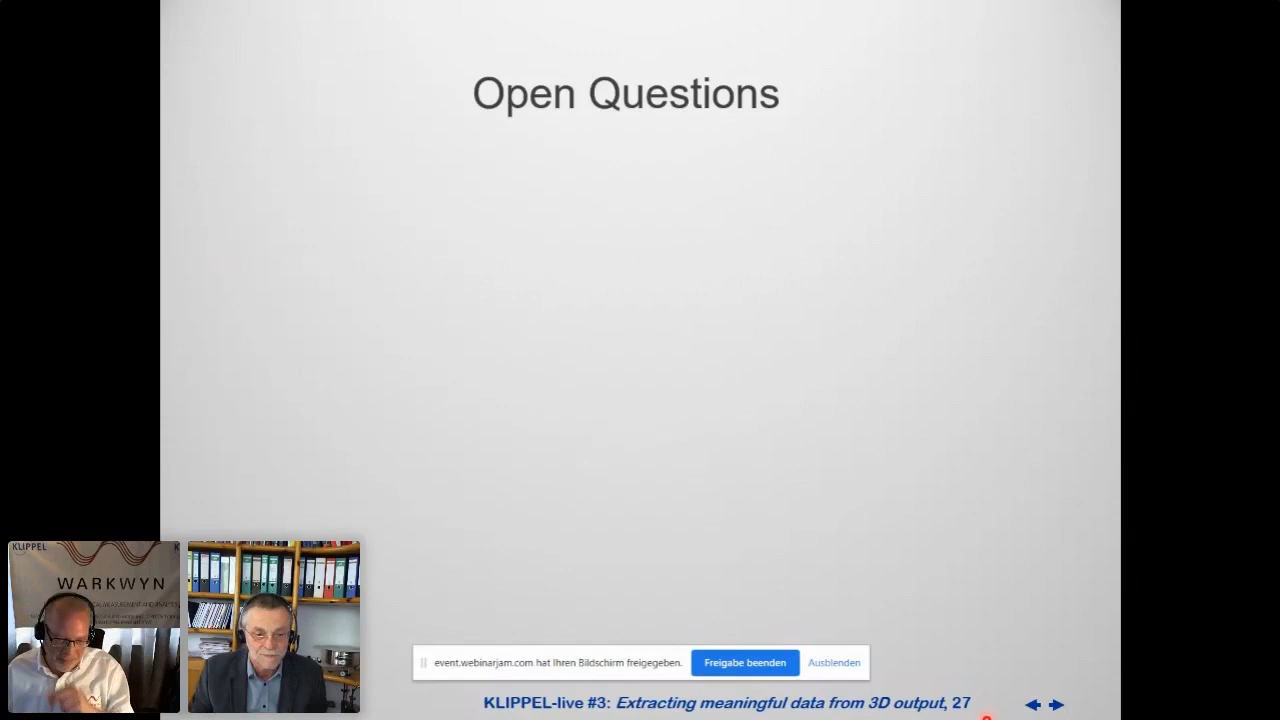 Open Questions
KLIPPEL
WARKWYN
event.webinarjam.com hat Ihren Bildschirm freigegeben.
Freigabe beenden
Ausblenden
KLIPPEL-live #3: Extracting meaningful data from 3D output, 27